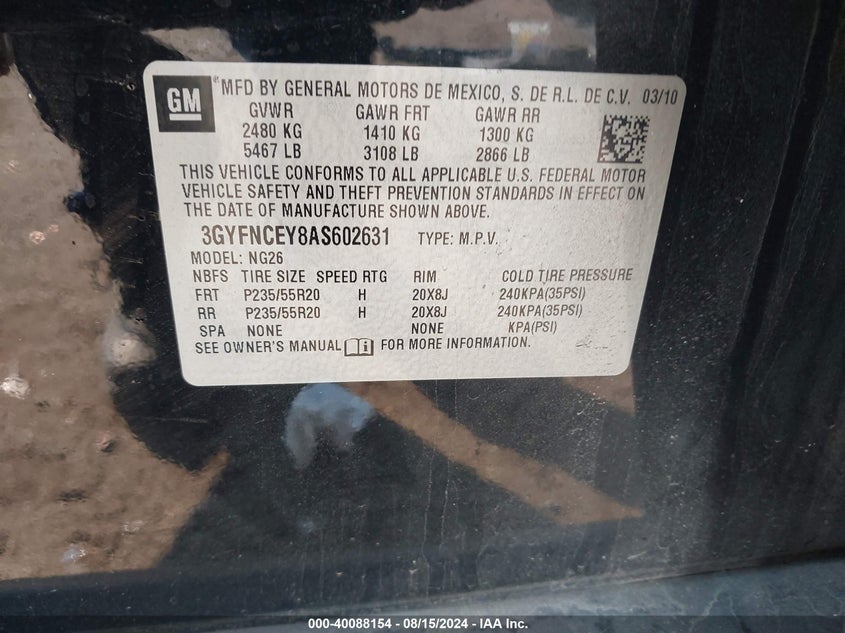 GM
MFD BY GENERAL MOTORS DE MEXICO, S. DE R.L. DE C.V. 03/10
GVWR GAWR FRT GAWR RR
2480 KG 1410 KG 1300 KG
5467 LB 3108 LB 2866 LB
THIS VEHICLE CONFORMS TO ALL APPLICABLE U.S. FEDERAL MOTOR
VEHICLE SAFETY AND THEFT PREVENTION STANDARDS IN EFFECT ON
THE DATE OF MANUFACTURE SHOWN ABOVE.
3GYFNCEY8AS602631 TYPE: M.P.V.
MODEL: NG26
NBFS TIRE SIZE SPEED RTG RIM COLD TIRE PRESSURE
FRT P235/55R20 H 20X8J 240KPA(35PSI)
RR P235/55R20 H 20X8J 240KPA(35PSI)
SPA NONE NONE KPA(PSI)
SEE OWNER'S MANUAL FOR MORE INFORMATION.
000-40088154 - 08/15/2024 - IAA Inc.